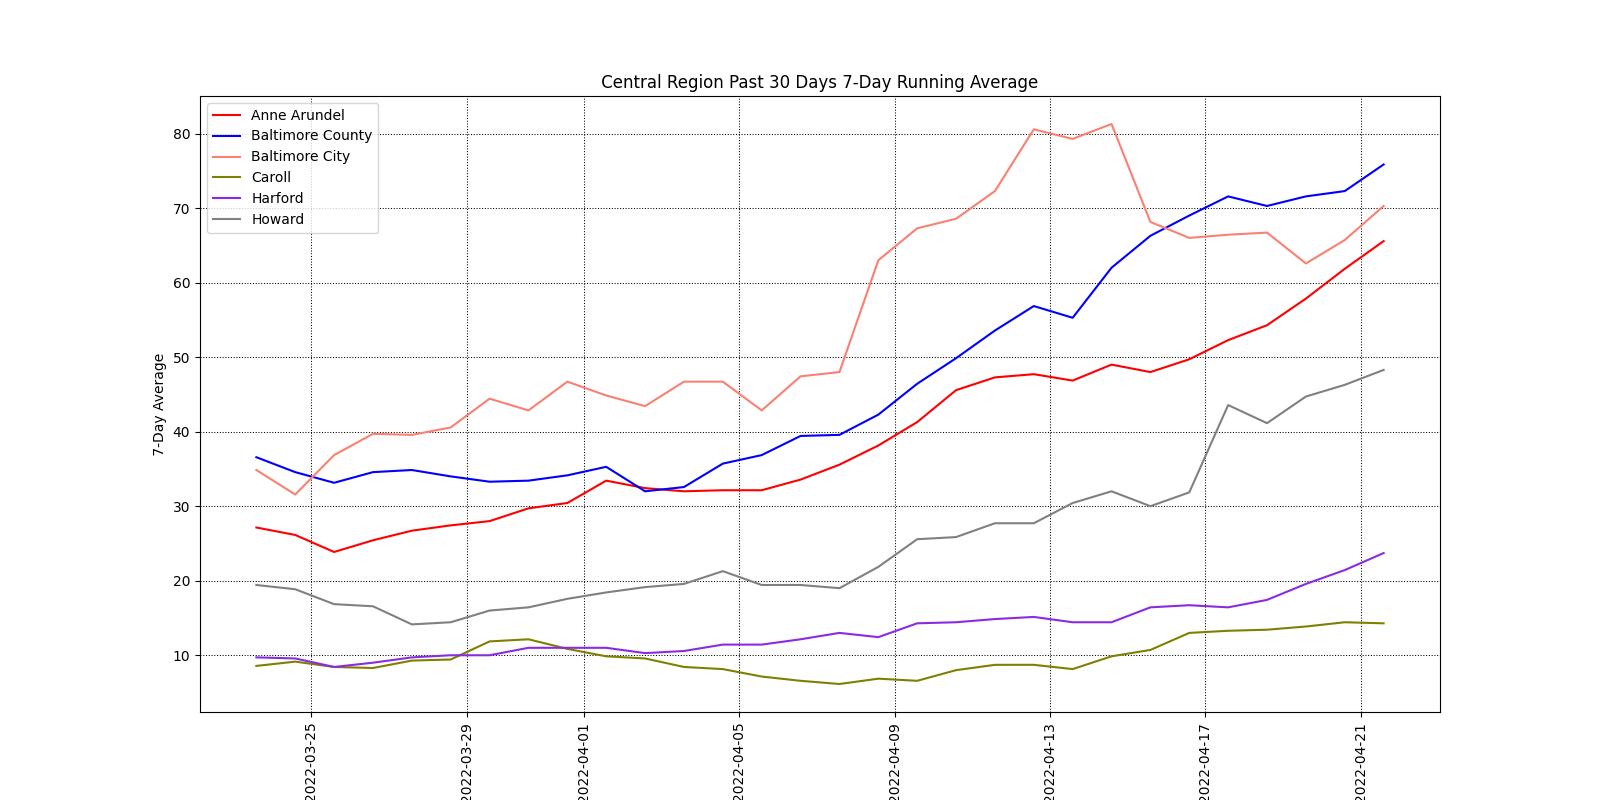 Central Region Past 30 Days 7-Day Running Average
Anne Arundel
Baltimore County
Baltimore City
Caroll
Harford
Howard
7-Day Average
80
70
60
50
40
30
20
10
2022-03-25
2022-03-29
2022-04-01
2022-04-05
2022-04-09
2022-04-13
2022-04-17
2022-04-21